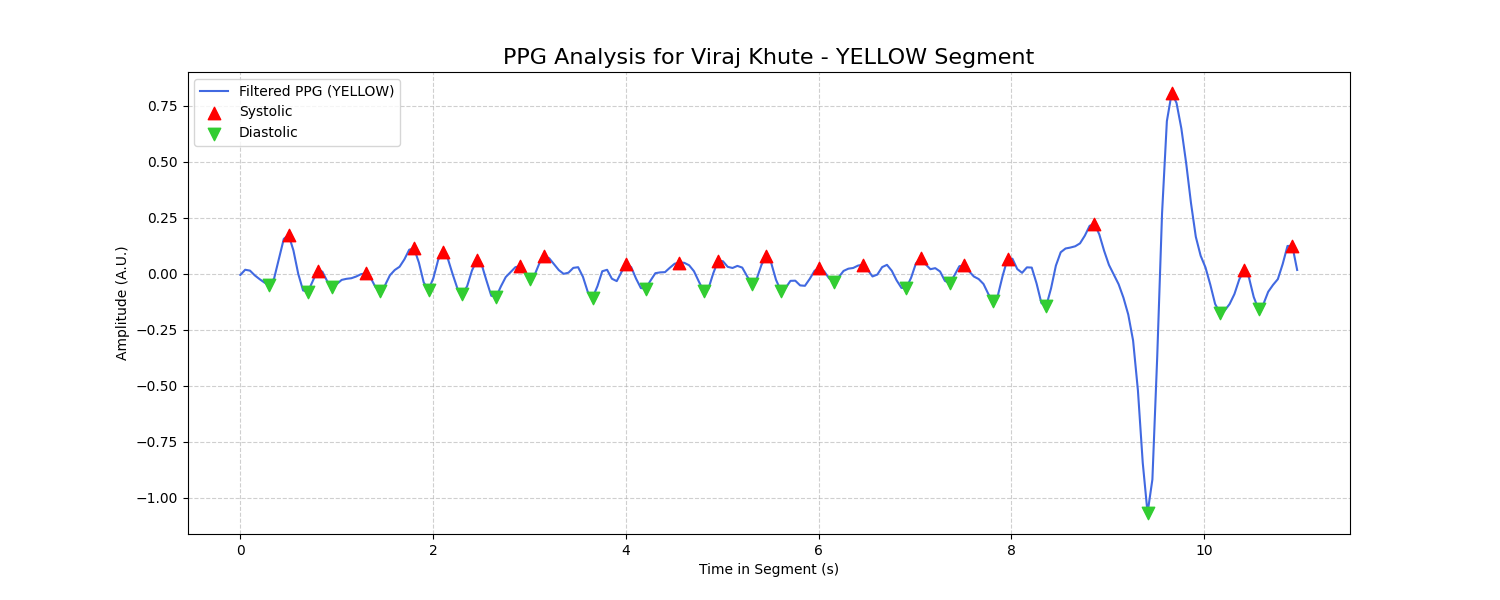 PPG Analysis for Viraj Khute - YELLOW Segment
Filtered PPG (YELLOW)
Systolic
Diastolic
Amplitude (A.U.)
0.75
0.50
0.25
0.00
−0.25
−0.50
−0.75
−1.00
0 2 4 6 8 10
Time in Segment (s)